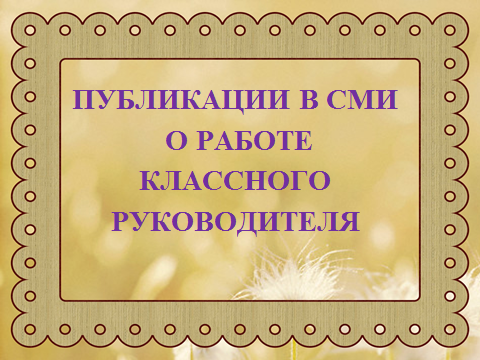 ПУБЛИКАЦИИ В СМИ
О РАБОТЕ
КЛАССНОГО
РУКОВОДИТЕЛЯ